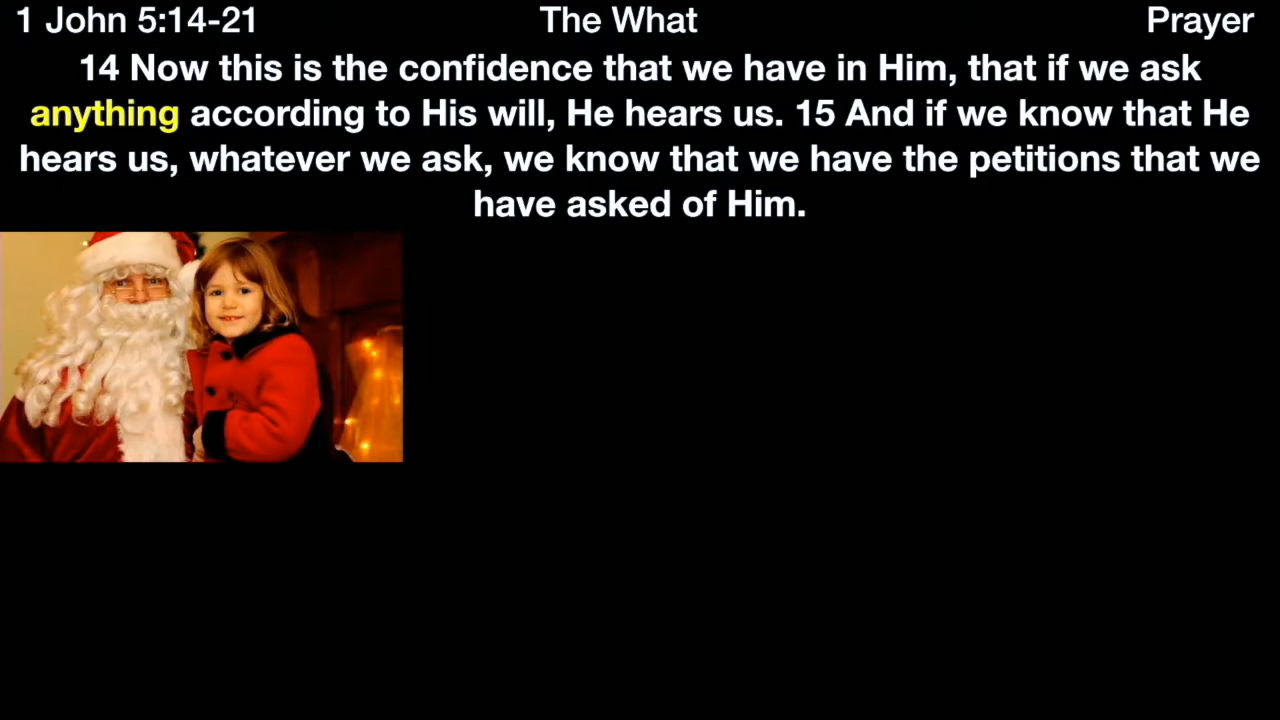 1 John 5:14-21 The What Prayer
14 Now this is the confidence that we have in Him, that if we ask
anything according to His will, He hears us. 15 And if we know that He
hears us, whatever we ask, we know that we have the petitions that we
have asked of Him.